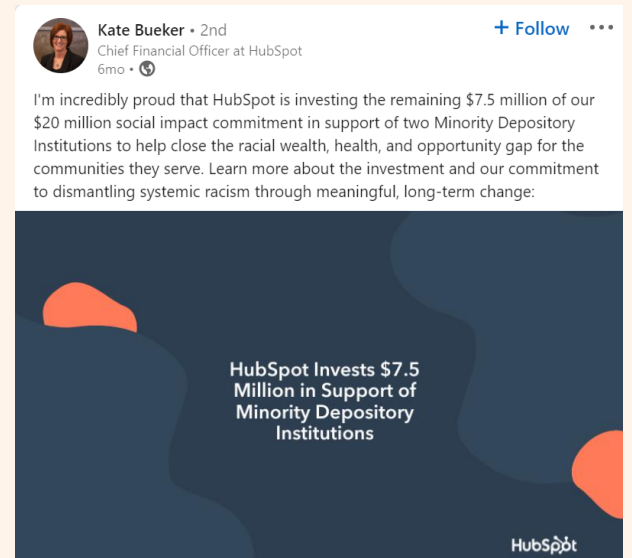 Kate Bueker • 2nd
+ Follow •••
Chief Financial Officer at HubSpot
6mo •
I'm incredibly proud that HubSpot is investing the remaining $7.5 million of our
$20 million social impact commitment in support of two Minority Depository
Institutions to help close the racial wealth, health, and opportunity gap for the
communities they serve. Learn more about the investment and our commitment
to dismantling systemic racism through meaningful, long-term change:
HubSpot Invests $7.5
Million in Support of
Minority Depository
Institutions
HubSpot